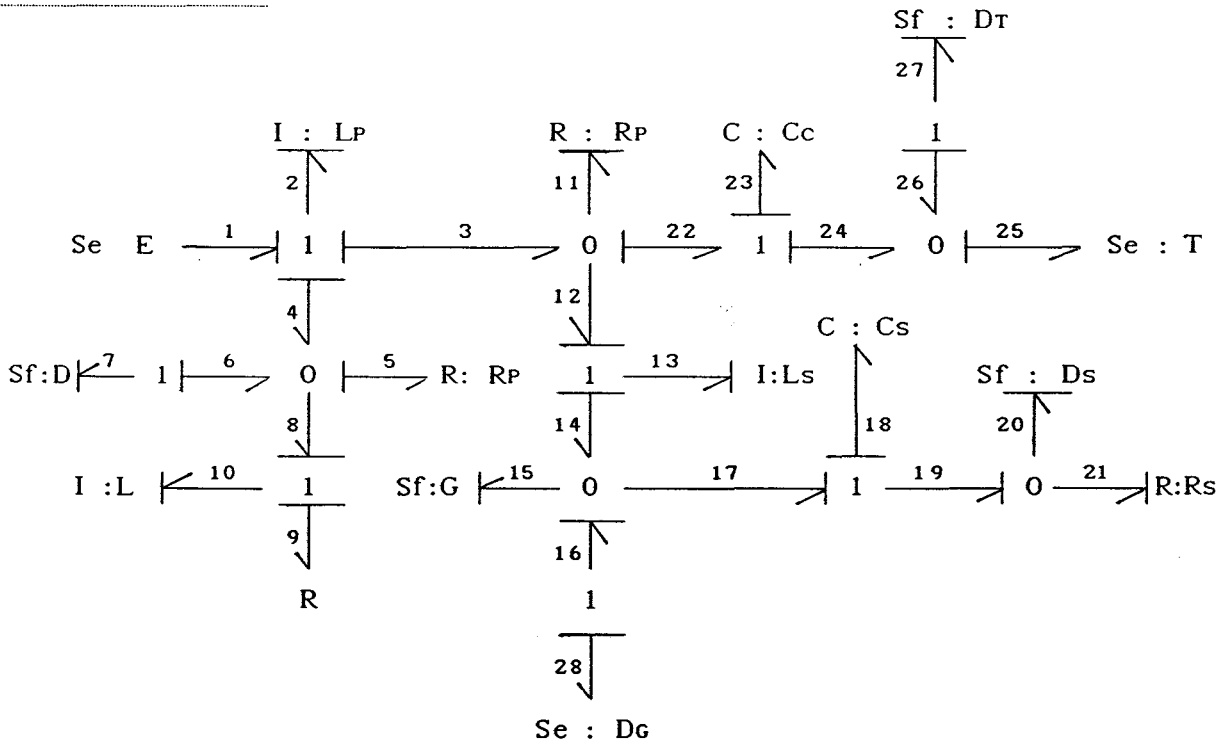 Sf : DT
27
I : LP
R : RP
C : Cc
1
2
11
23
26
Se E
1
1
3
0
22
1
24
0
25
Se : T
4
12
C : Cs
Sf:D
7
1
6
0
5
R: RP
1
13
I:Ls
Sf : Ds
8
14
18
20
I :L
10
1
Sf:G
15
0
17
1
19
0
21
R:Rs
9
16
R
1
28
Se : DG